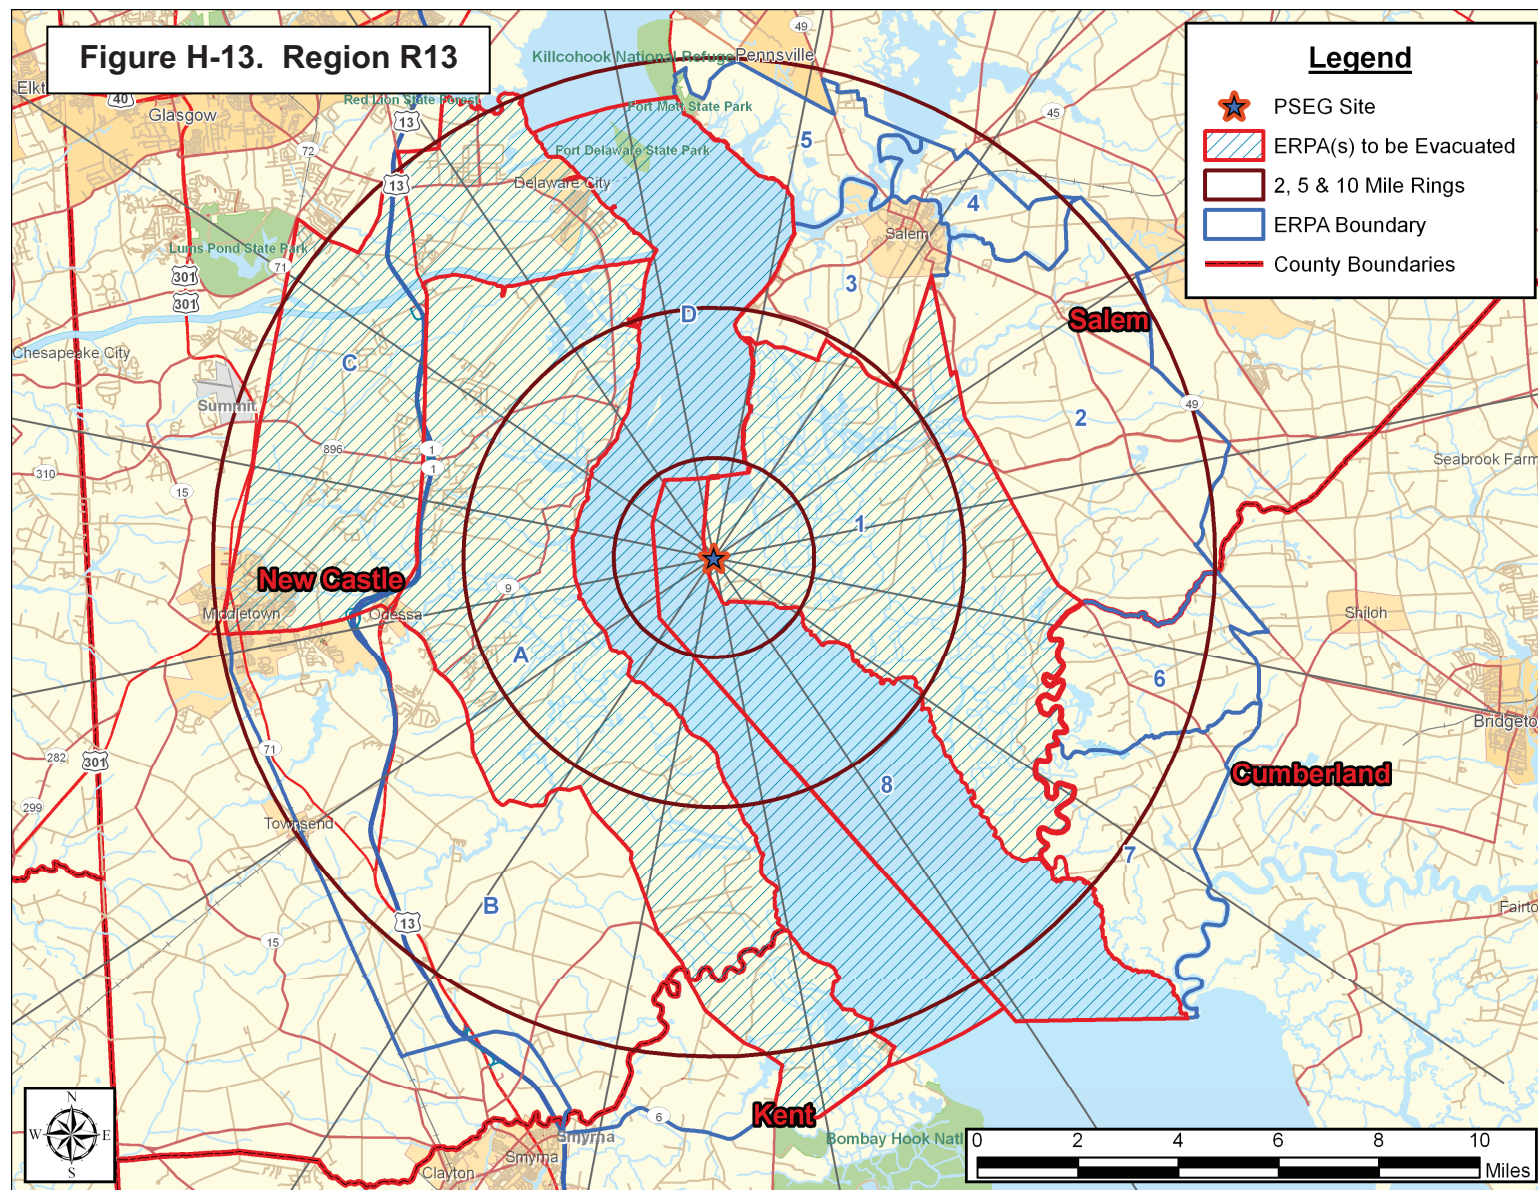 Figure H-13.  Region R13
Legend
PSEG Site
ERPA(s) to be Evacuated
2, 5 & 10 Mile Rings
ERPA Boundary
County Boundaries
Killcohook National Refuge
Pennsville
49
Elkt
40
Glasgow
Red Lion State Forest
13
Fort Mott State Park
45
72
5
Fort Delaware State Park
13
Delaware City
4
Salem
Lums Pond State Park
71
301
3
301
D
Salem
Chesapeake City
C
Summit
49
2
896
1
1
310
Seabrook Farm
15
1
New Castle
9
Middletown
Odessa
Shiloh
A
6
Bridgeto
71
282
301
Cumberland
8
299
Townsend
7
B
13
Fairto
15
Kent
6
Smyrna
Bombay Hook Natl
Smyrna
Clayton
N
W
E
S
0 2 4 6 8 10
Miles